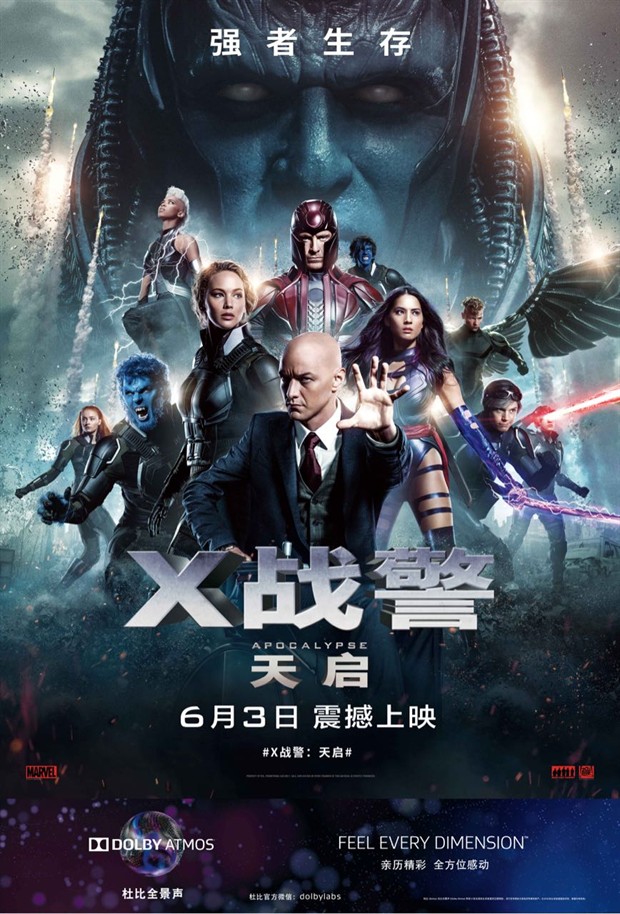 强者生存
X战警
APOCALYPSE
天启
6月3日 震撼上映
#X战警：天启#
MARVEL
DOLBY ATMOS
杜比全景声
FEEL EVERY DIMENSION™
亲历精彩 全方位感动
杜比官方微信：dolbylabs